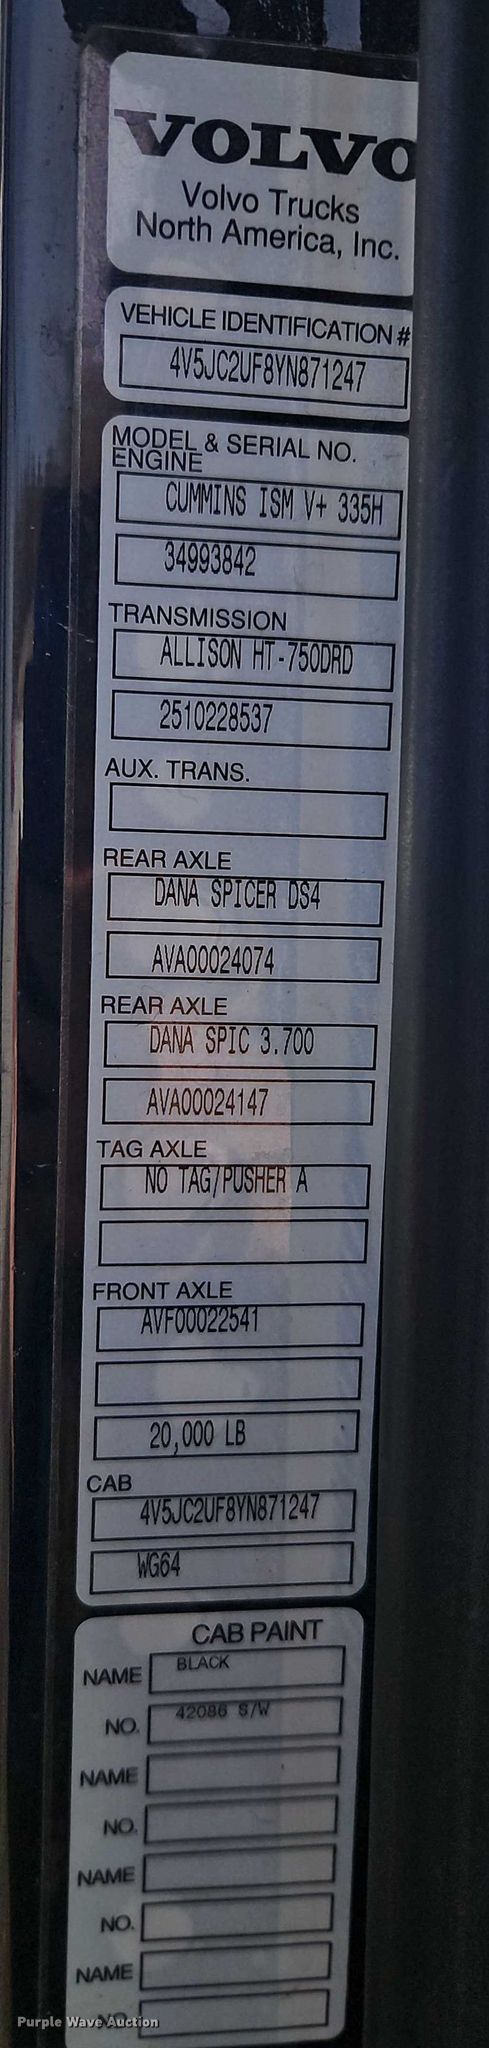 VOLVO
Volvo Trucks
North America, Inc.
VEHICLE IDENTIFICATION #
4V5JC2UF8YN871247
MODEL & SERIAL NO.
ENGINE
CUMMINS ISM V+ 335H
34993842
TRANSMISSION
ALLISON HT-750DRD
2510228537
AUX. TRANS.
REAR AXLE
DANA SPICER DS4
AVA00024074
REAR AXLE
DANA SPIC 3.700
AVA00024147
TAG AXLE
NO TAG/PUSHER A
FRONT AXLE
AVF00022541
20,000 LB
CAB
4V5JC2UF8YN871247
WG64
CAB PAINT
NAME BLACK
NO. 42086 S/W
NAME
NO.
NAME
NO.
NAME
NO.
Purple Wave Auction